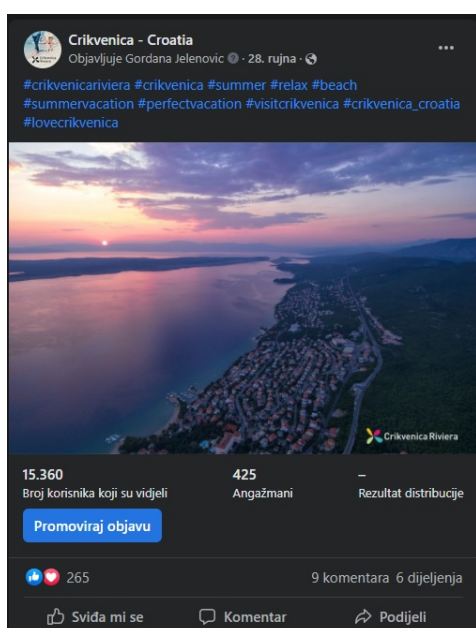 Crikvenica - Croatia
Objavljuje Gordana Jelenovic · 28. rujna ·
#crikvenicariviera #crikvenica #summer #relax #beach
#summervacation #perfectvacation #visitcrikvenica #crikvenica_croatia
#lovecrikvenica
Crikvenica Riviera
15.360 425 –
Broj korisnika koji su vidjeli Angažmani Rezultat distribucije
Promoviraj objavu
265 9 komentara 6 dijeljenja
Sviđa mi se Komentar Podijeli